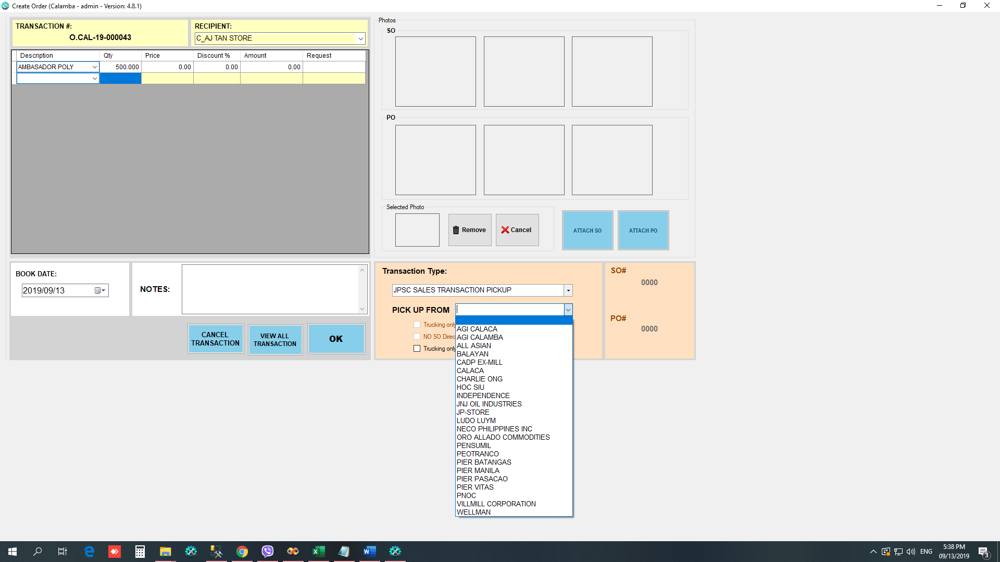 Create Order (Calamba - admin - Version: 4.8.1)
TRANSACTION #:
O.CAL-19-000043
RECIPIENT:
C_AJ TAN STORE
Description Qty Price Discount % Amount Request
AMBASADOR POLY 500.000 0.00 0.00 0.00
Photos
SO
PO
Selected Photo
Remove
Cancel
ATTACH SO
ATTACH PO
BOOK DATE:
2019/09/13
NOTES:
CANCEL
TRANSACTION
VIEW ALL
TRANSACTION
OK
Transaction Type:
JPSC SALES TRANSACTION PICKUP
PICK UP FROM
Trucking only
NO SO Direc
Trucking only
AGI CALACA
AGI CALAMBA
ALL ASIAN
BALAYAN
CADP EX-MILL
CALACA
CHARLIE ONG
HOC SIU
INDEPENDENCE
JNJ OIL INDUSTRIES
JP-STORE
LUDO LUYM
NECO PHILIPPINES INC
ORO ALLADO COMMODITIES
PENSUMIL
PEOTRANCO
PIER BATANGAS
PIER MANILA
PIER PASACAO
PIER VITAS
PNOC
VILLMILL CORPORATION
WELLMAN
SO#
0000
PO#
0000
ENG
5:38 PM
09/13/2019
3